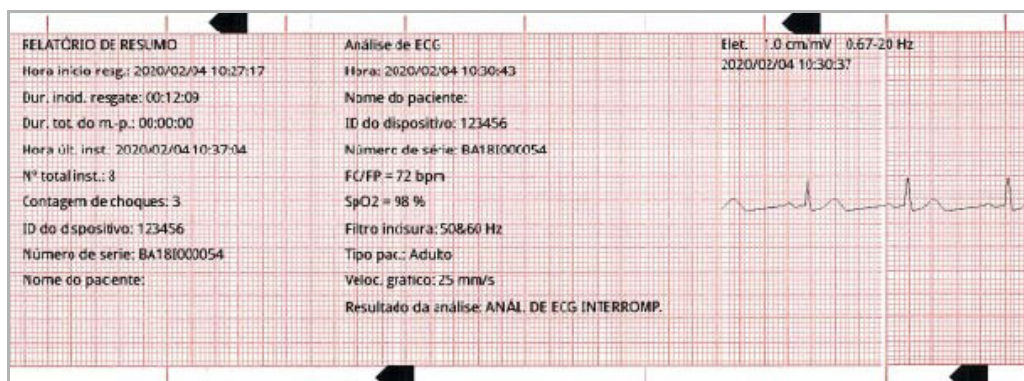 RELATÓRIO DE RESUMO
Hora início resg.: 2020/02/04 10:27:17
Dur. incid. resgate: 00:12:09
Dur. tot. do m.-p.: 00:00:00
Hora últ. inst. 2020/02/04 10:37:04
Nº total inst.: 8
Contagem de choques: 3
ID do dispositivo: 123456
Número de serie: BA18I000054
Nome do paciente:
Análise de ECG
Hora: 2020/02/04 10:30:43
Nome do paciente:
ID do dispositivo: 123456
Número de série: BA18I000054
FC/FP = 72 bpm
SpO2 = 98 %
Filtro incisura: 50&60 Hz
Tipo pac.: Adulto
Veloc. gráfico: 25 mm/s
Resultado da análise: ANÁL. DE ECG INTERROMP.
Elet. 1.0 cm/mV 0.67-20 Hz
2020/02/04 10:30:37